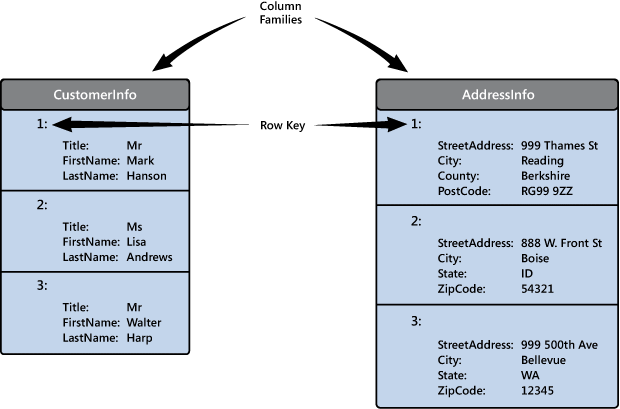 Column
Families
CustomerInfo
1:
Title: Mr
FirstName: Mark
LastName: Hanson
2:
Title: Ms
FirstName: Lisa
LastName: Andrews
3:
Title: Mr
FirstName: Walter
LastName: Harp
Row Key
AddressInfo
1:
StreetAddress: 999 Thames St
City: Reading
County: Berkshire
PostCode: RG99 9ZZ
2:
StreetAddress: 888 W. Front St
City: Boise
State: ID
ZipCode: 54321
3:
StreetAddress: 999 500th Ave
City: Bellevue
State: WA
ZipCode: 12345